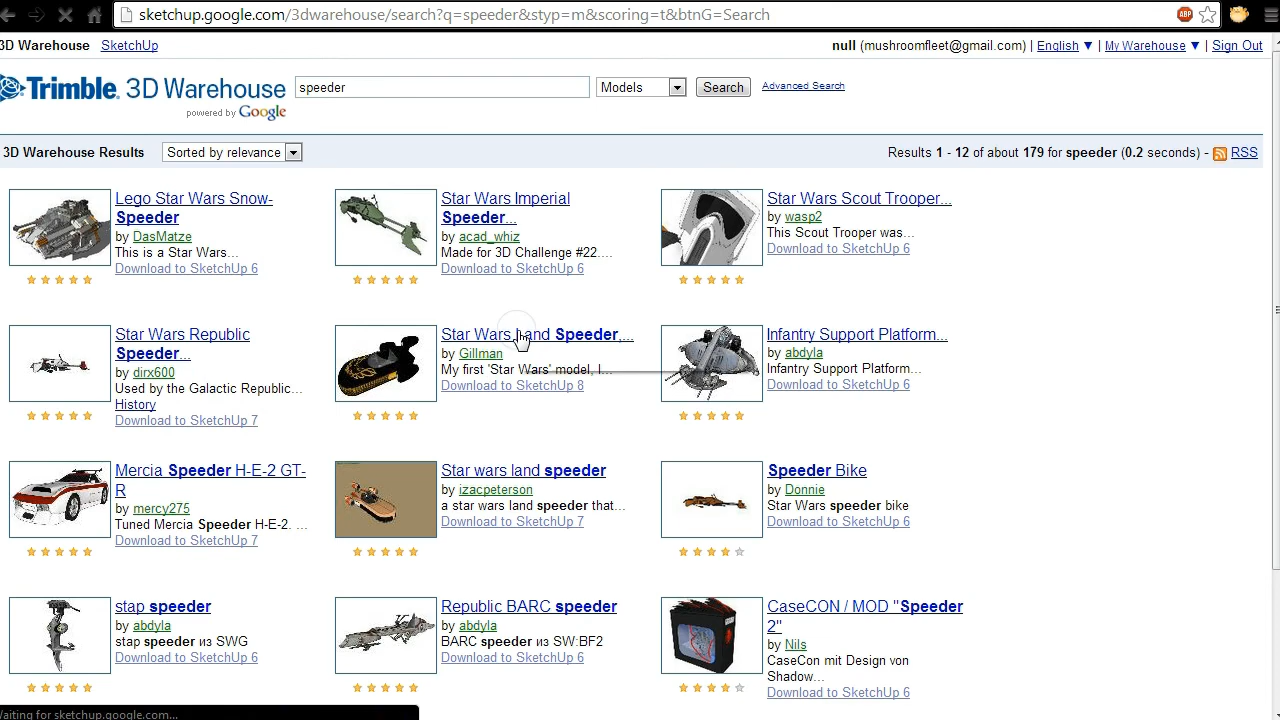 sketchup.google.com/3dwarehouse/search?q=speeder&styp=m&scoring=t&btnG=Search
ABP
3D Warehouse SketchUp
null (mushroomfleet@gmail.com) | English ▼ | My Warehouse ▼ | Sign Out
Trimble. 3D Warehouse
powered by Google
speeder
Models
Search
Advanced Search
3D Warehouse Results
Sorted by relevance
Results 1 - 12 of about 179 for speeder (0.2 seconds) - RSS
Lego Star Wars Snow-
Speeder
by DasMatze
This is a Star Wars...
Download to SketchUp 6
Star Wars Imperial
Speeder...
by acad_whiz
Made for 3D Challenge #22....
Download to SketchUp 6
Star Wars Scout Trooper...
by wasp2
This Scout Trooper was...
Download to SketchUp 6
Star Wars Republic
Speeder...
by dirx600
Used by the Galactic Republic...
History
Download to SketchUp 7
Star Wars Land Speeder,...
by Gillman
My first 'Star Wars' model, I...
Download to SketchUp 8
Infantry Support Platform...
by abdyla
Infantry Support Platform...
Download to SketchUp 6
Mercia Speeder H-E-2 GT-
R
by mercy275
Tuned Mercia Speeder H-E-2. ...
Download to SketchUp 7
Star wars land speeder
by izacpeterson
a star wars land speeder that...
Download to SketchUp 7
Speeder Bike
by Donnie
Star Wars speeder bike
Download to SketchUp 6
stap speeder
by abdyla
stap speeder из SWG
Download to SketchUp 6
Republic BARC speeder
by abdyla
BARC speeder из SW:BF2
Download to SketchUp 6
CaseCON / MOD "Speeder
2"
by Nils
CaseCon mit Design von
Shadow...
Download to SketchUp 6
Waiting for sketchup.google.com...